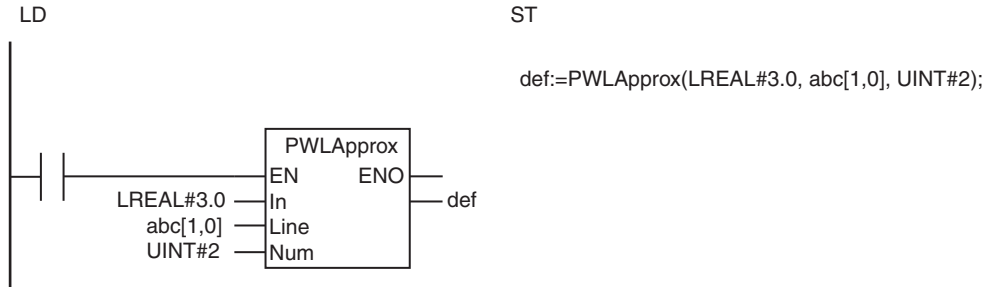 LD
ST
def:=PWLApprox(LREAL#3.0, abc[1,0], UINT#2);
PWLApprox
EN ENO
LREAL#3.0 In def
abc[1,0] Line
UINT#2 Num